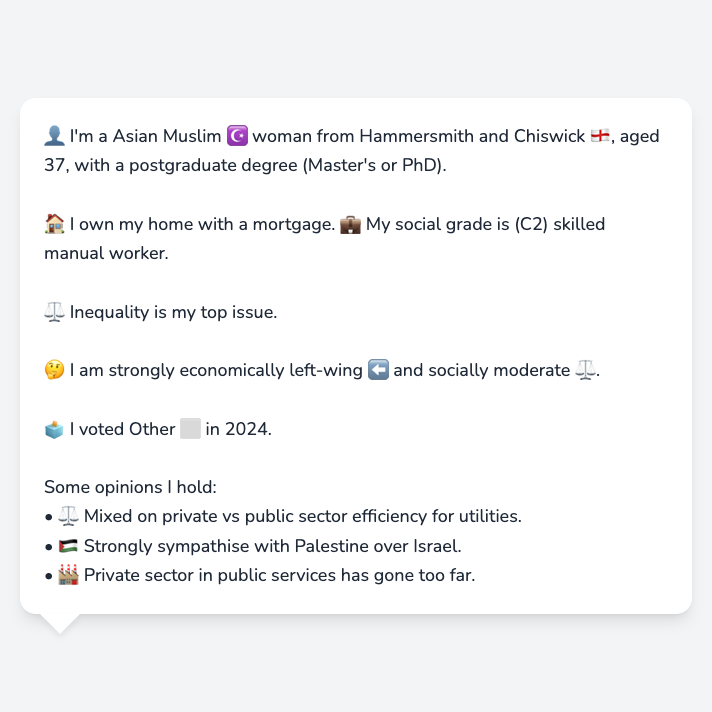 👤 I'm a Asian Muslim ☪️ woman from Hammersmith and Chiswick 🏴󠁧󠁢󠁥󠁮󠁧󠁿, aged
37, with a postgraduate degree (Master's or PhD).
🏠 I own my home with a mortgage. 💼 My social grade is (C2) skilled
manual worker.
⚖️ Inequality is my top issue.
🤔 I am strongly economically left-wing ⬅️ and socially moderate ⚖️.
🗳️ I voted Other ⬜ in 2024.
Some opinions I hold:
• ⚖️ Mixed on private vs public sector efficiency for utilities.
• 🇵🇸 Strongly sympathise with Palestine over Israel.
• 🏭 Private sector in public services has gone too far.